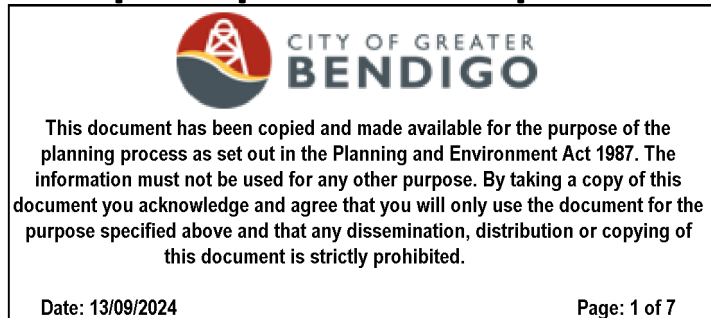 CITY OF GREATER
BENDIGO
This document has been copied and made available for the purpose of the
planning process as set out in the Planning and Environment Act 1987. The
information must not be used for any other purpose. By taking a copy of this
document you acknowledge and agree that you will only use the document for the
purpose specified above and that any dissemination, distribution or copying of
this document is strictly prohibited.
Date: 13/09/2024 Page: 1 of 7